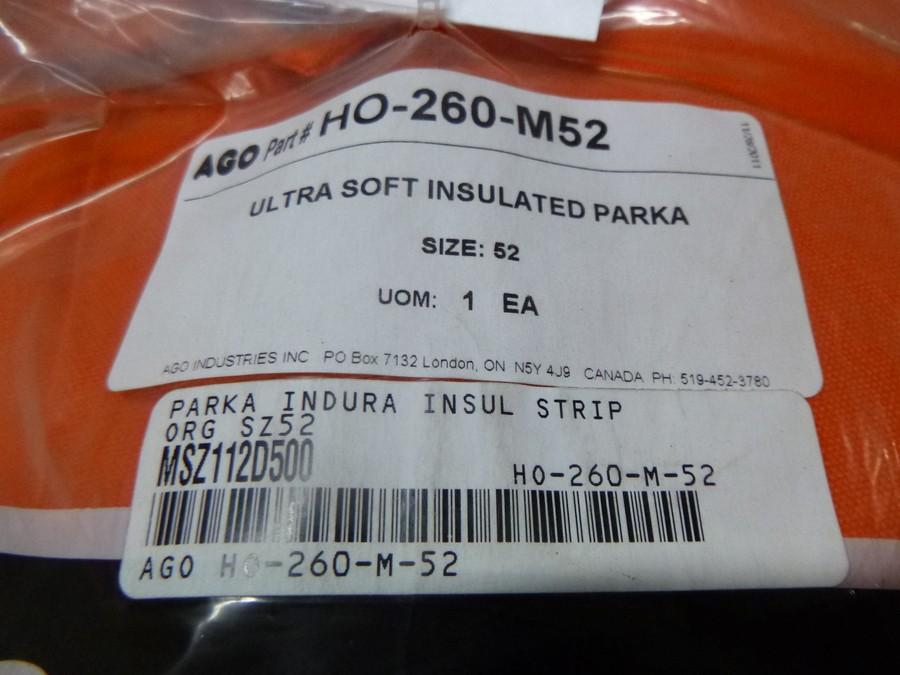 AGO Part # HO-260-M52
ULTRA SOFT INSULATED PARKA
SIZE: 52
UOM: 1 EA
AGO INDUSTRIES INC PO Box 7132 London, ON N5Y 4J9 CANADA PH: 519-452-3780
PARKA INDURA INSUL STRIP
ORG SZ52
MSZ112D500
HO-260-M-52
AGO HO-260-M-52